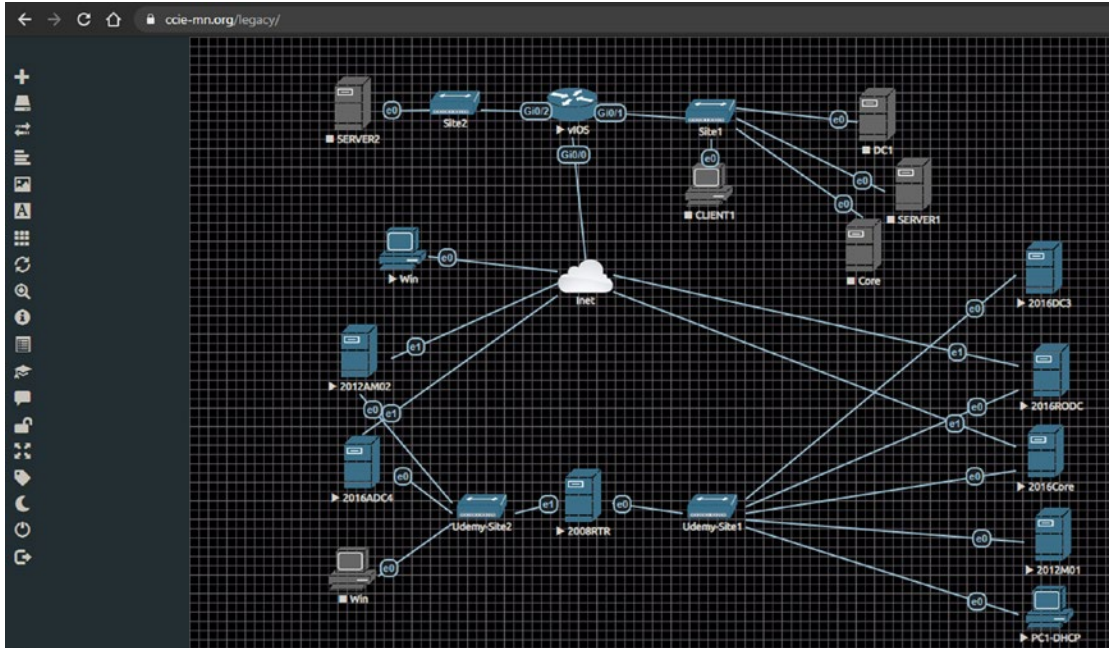 ccie-mn.org/legacy/
e0
Gi0/2
Gi0/1
e0
SERVER2
Site2
vIOS
Site1
DC1
Gi0/0
e0
e0
CLIENT1
e0
SERVER1
Core
e0
Win
Inet
e0
2016DC3
e1
e1
2012AM02
2016RODC
e0
e1
e0
e1
e0
e0
2016ADC4
2016Core
e1
e0
Udemy-Site2
2008RTR
Udemy-Site1
e0
2012M01
e0
Win
e0
PC1-DHCP